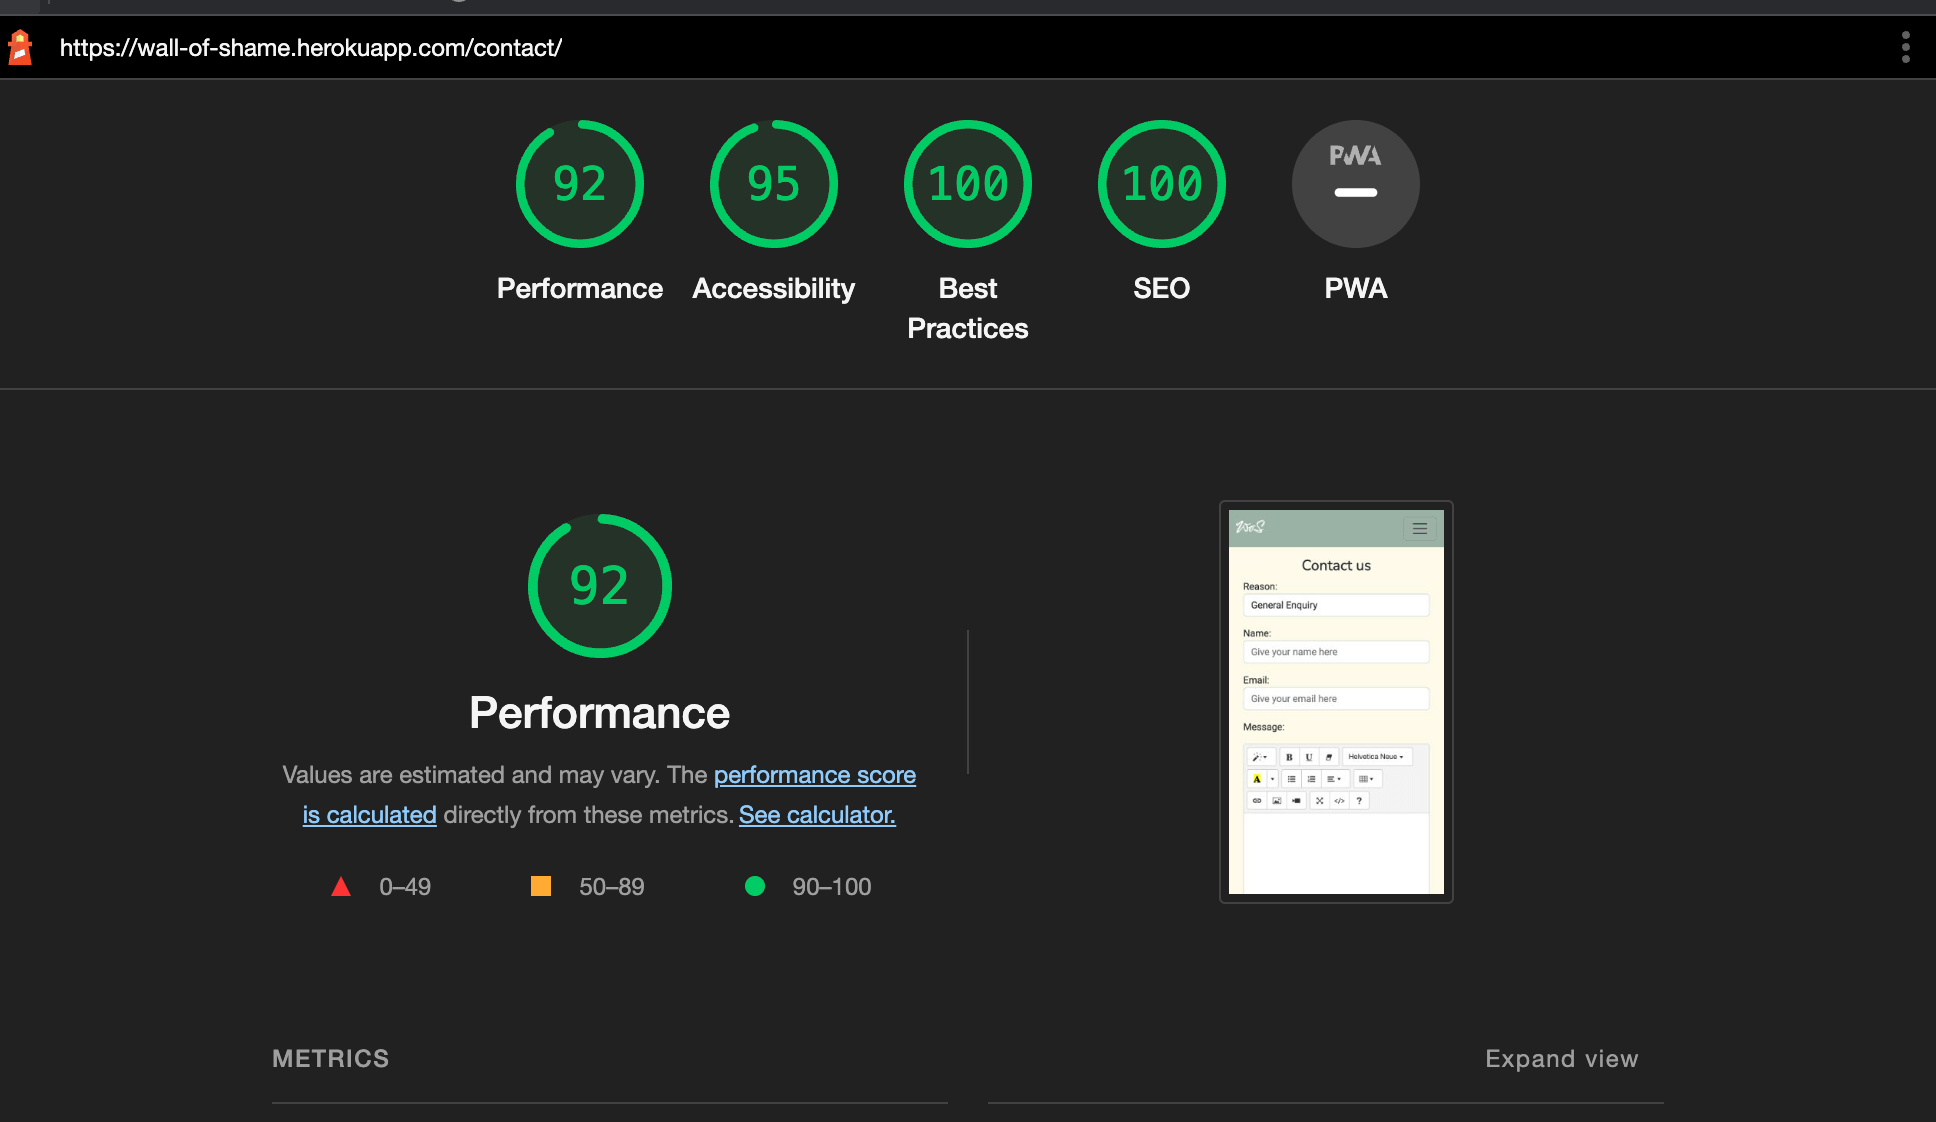 https://wall-of-shame.herokuapp.com/contact/
92
95
100
100
PWA
Performance
Accessibility
Best
Practices
SEO
PWA
92
Performance
Values are estimated and may vary. The performance score
is calculated directly from these metrics. See calculator.
0–49
50–89
90–100
WoS
Contact us
Reason:
General Enquiry
Name:
Give your name here
Email:
Give your email here
Message:
B U Helvetica Neue
A
</> ?
METRICS
Expand view